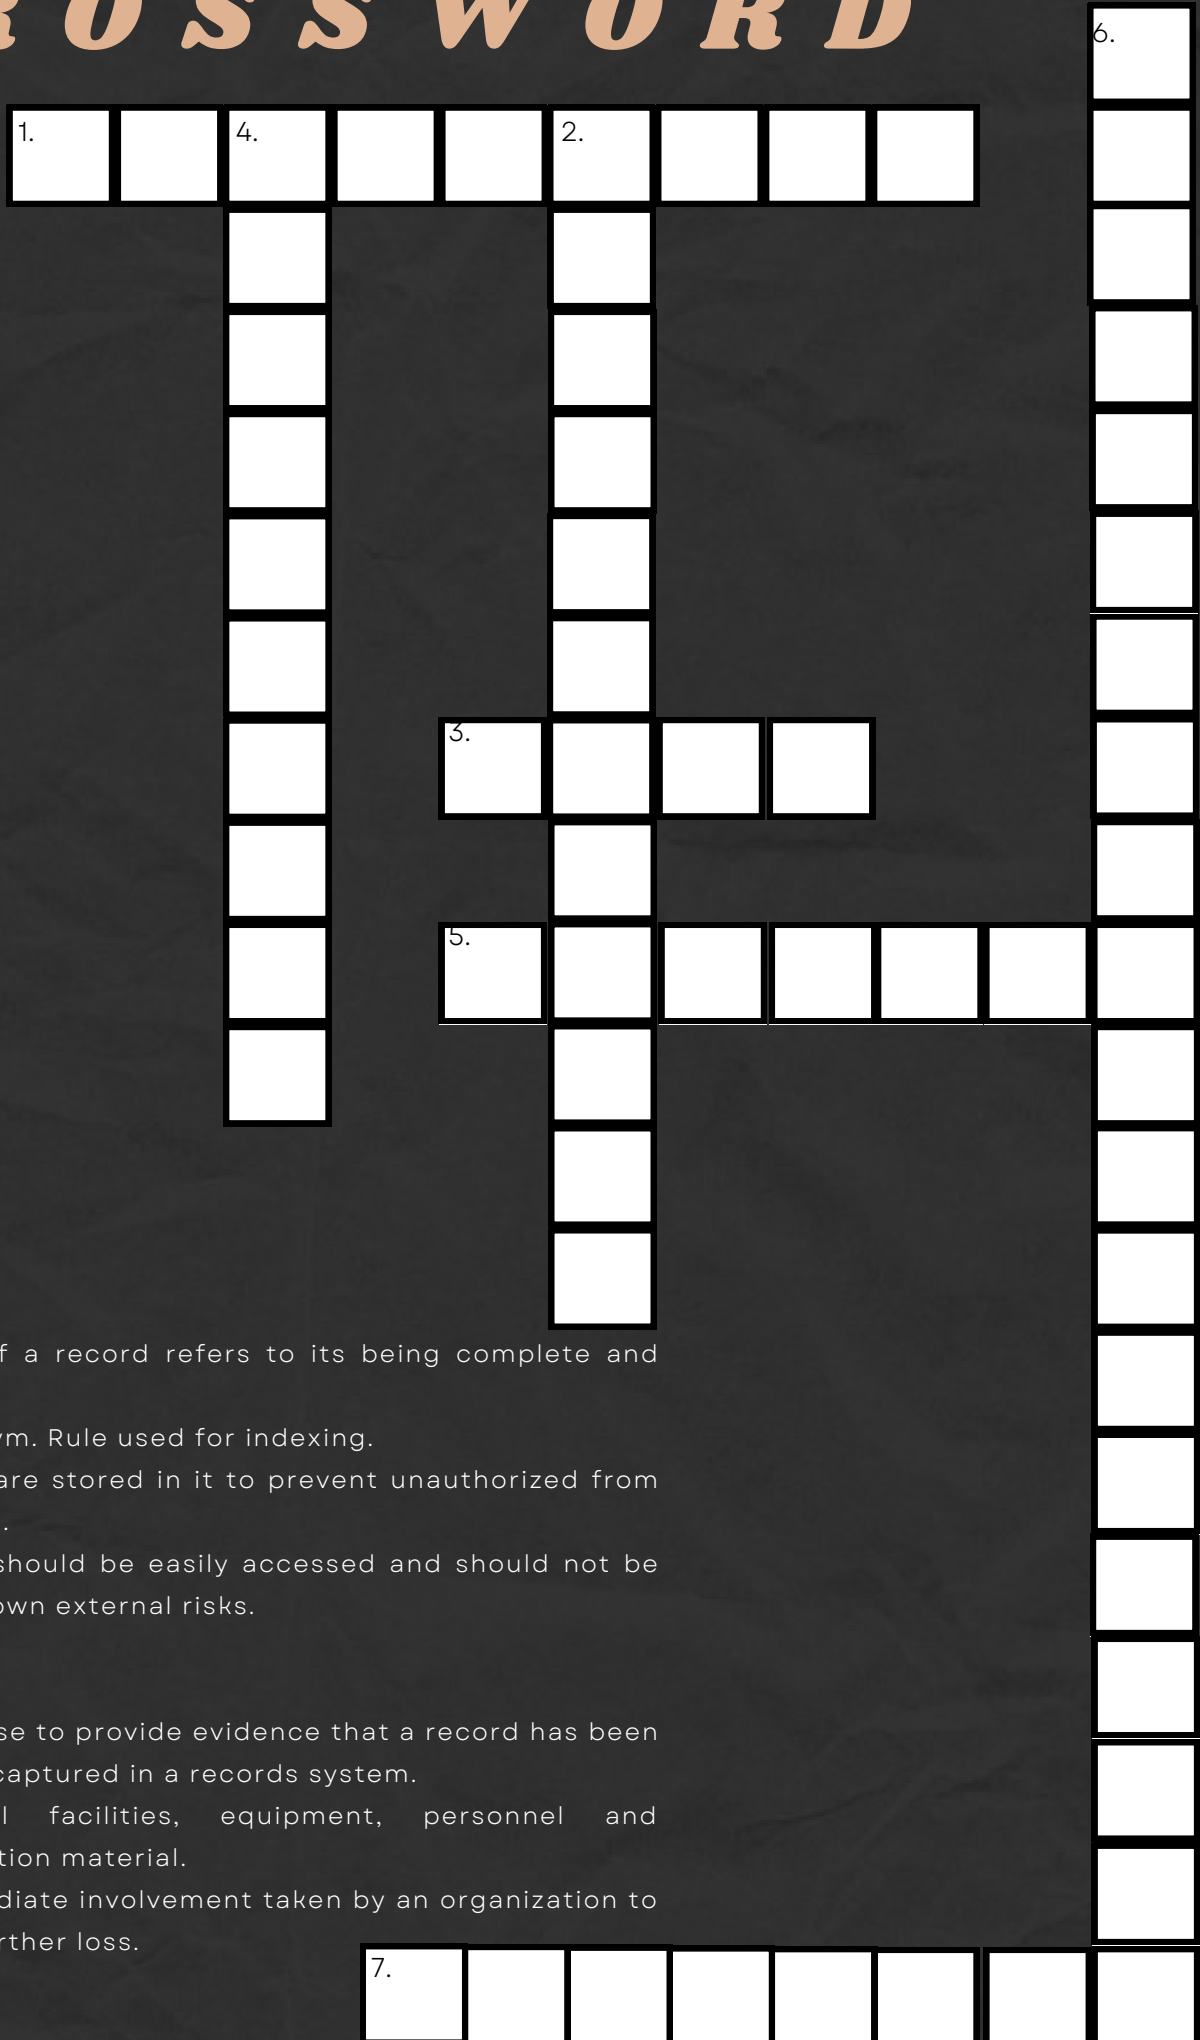 ROSSWORD
6.
1. 4. 2.
3.
5.
f a record refers to its being complete and
ym. Rule used for indexing.
are stored in it to prevent unauthorized from
.
should be easily accessed and should not be
own external risks.
se to provide evidence that a record has been
captured in a records system.
l facilities, equipment, personnel and
tion material.
diate involvement taken by an organization to
rther loss.
7.